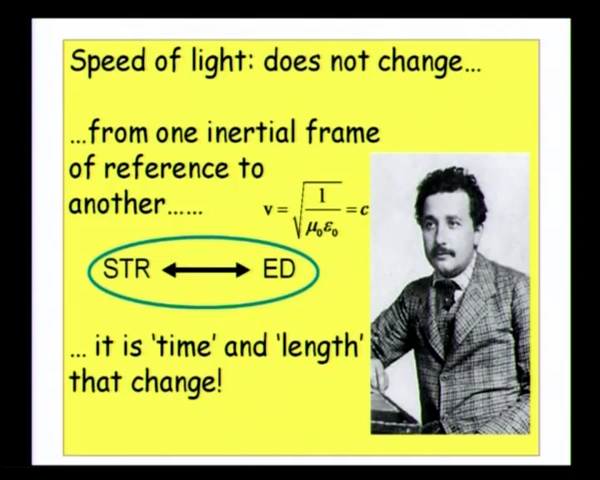 Speed of light: does not change...
...from one inertial frame
of reference to
another......
v = √(1/μ₀ε₀) = c
STR ↔ ED
... it is 'time' and 'length'
that change!